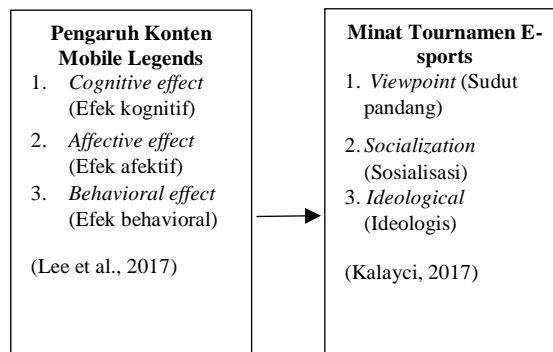 Pengaruh Konten
Mobile Legends
1. Cognitive effect
(Efek kognitif)
2. Affective effect
(Efek afektif)
3. Behavioral effect
(Efek behavioral)
(Lee et al., 2017)
Minat Tournamen E-
sports
1. Viewpoint (Sudut
pandang)
2. Socialization
(Sosialisasi)
3. Ideological
(Ideologis)
(Kalayci, 2017)